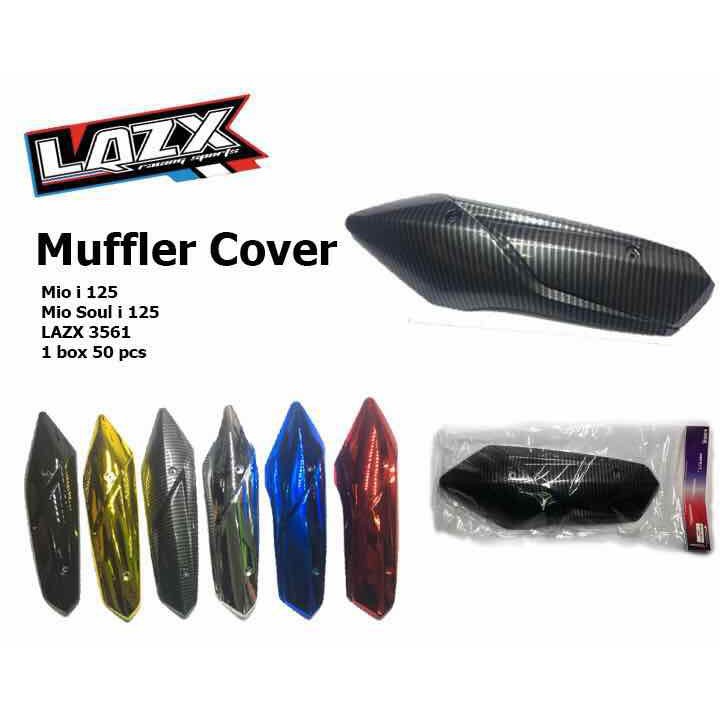 LAZX
racing sports
Muffler Cover
Mio i 125
Mio Soul i 125
LAZX 3561
1 box 50 pcs